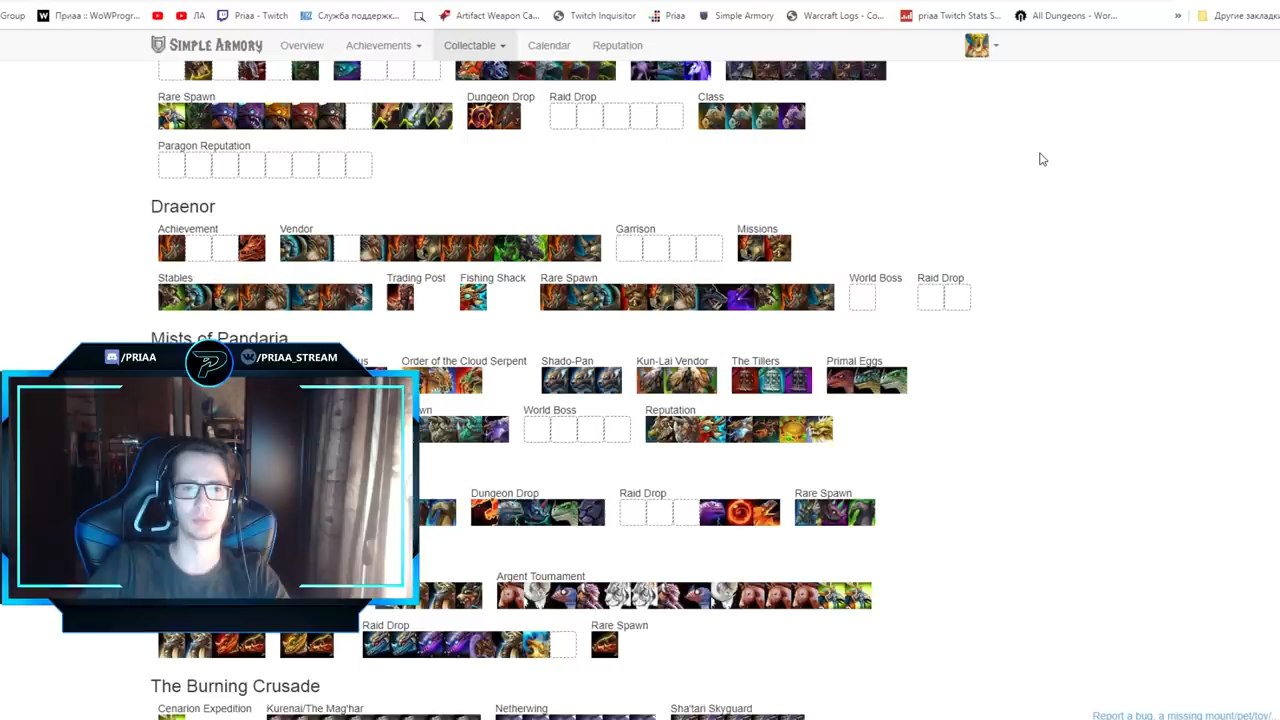 Group
Приаа :: WoWProgr...
ЛА
Priaa - Twitch
Служба поддержк...
Artifact Weapon Ca...
Twitch Inquisitor
Priaa
Simple Armory
Warcraft Logs - Co...
priaa Twitch Stats S...
All Dungeons - Wor...
»
Другие закладки
SIMPLE ARMORY
Overview
Achievements
Collectable
Calendar
Reputation
Rare Spawn
Dungeon Drop
Raid Drop
Class
Paragon Reputation
Draenor
Achievement
Vendor
Garrison
Missions
Stables
Trading Post
Fishing Shack
Rare Spawn
World Boss
Raid Drop
Mists of Pandaria
/PRIAA
/PRIAA_STREAM
Order of the Cloud Serpent
Shado-Pan
Kun-Lai Vendor
The Tillers
Primal Eggs
World Boss
Reputation
Dungeon Drop
Raid Drop
Rare Spawn
Argent Tournament
Raid Drop
Rare Spawn
The Burning Crusade
Cenarion Expedition
Kurenai/The Mag'har
Netherwing
Sha'tari Skyguard
Report a bug, a missing mount/pet/toy/...